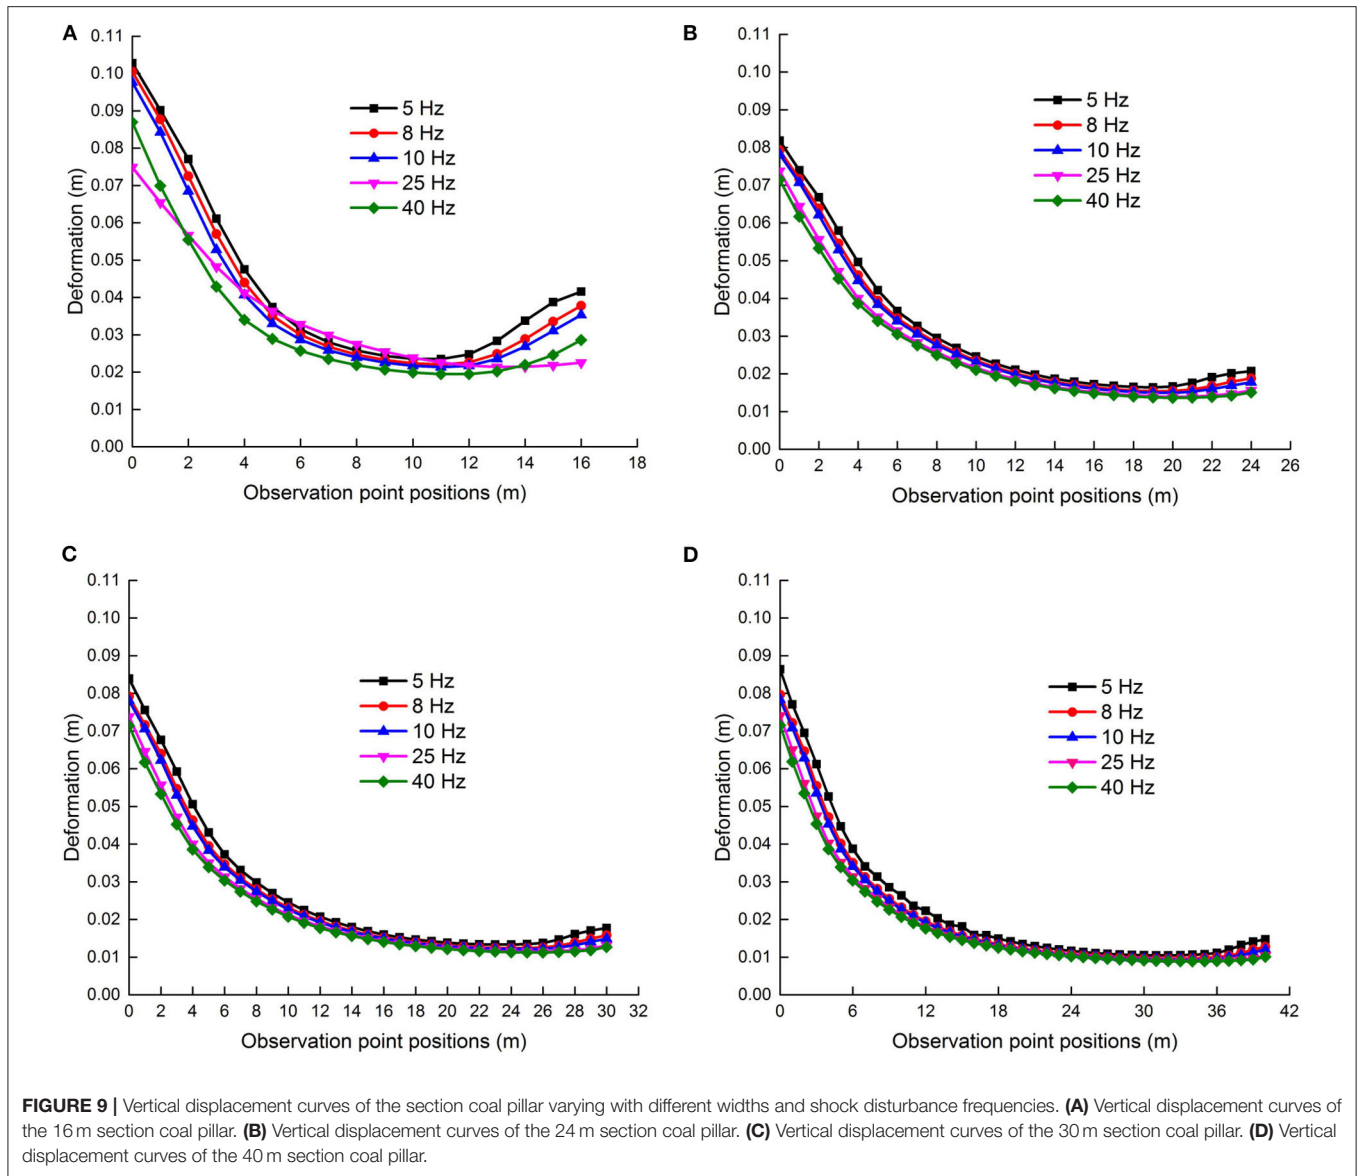 A
0.11
0.10
0.09
0.08
0.07
0.06
0.05
0.04
0.03
0.02
0.01
0.00
Deformation (m)
5 Hz
8 Hz
10 Hz
25 Hz
40 Hz
0 2 4 6 8 10 12 14 16 18
Observation point positions (m)
B
0.11
0.10
0.09
0.08
0.07
0.06
0.05
0.04
0.03
0.02
0.01
0.00
Deformation (m)
5 Hz
8 Hz
10 Hz
25 Hz
40 Hz
0 2 4 6 8 10 12 14 16 18 20 22 24 26
Observation point positions (m)
C
0.11
0.10
0.09
0.08
0.07
0.06
0.05
0.04
0.03
0.02
0.01
0.00
Deformation (m)
5 Hz
8 Hz
10 Hz
25 Hz
40 Hz
0 2 4 6 8 10 12 14 16 18 20 22 24 26 28 30 32
Observation point positions (m)
D
0.11
0.10
0.09
0.08
0.07
0.06
0.05
0.04
0.03
0.02
0.01
0.00
Deformation (m)
5 Hz
8 Hz
10 Hz
25 Hz
40 Hz
0 6 12 18 24 30 36 42
Observation point positions (m)
FIGURE 9 | Vertical displacement curves of the section coal pillar varying with different widths and shock disturbance frequencies. (A) Vertical displacement curves of
the 16 m section coal pillar. (B) Vertical displacement curves of the 24 m section coal pillar. (C) Vertical displacement curves of the 30 m section coal pillar. (D) Vertical
displacement curves of the 40 m section coal pillar.